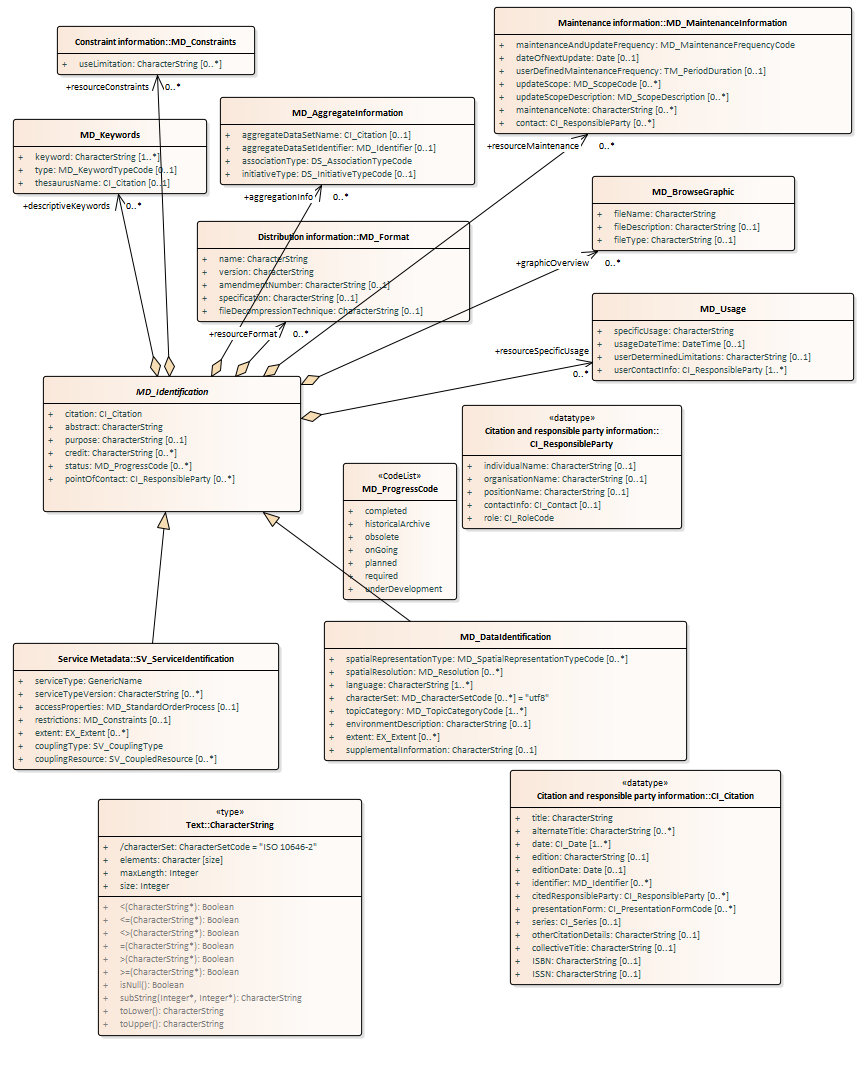 Constraint information::MD_Constraints
+ useLimitation: CharacterString [0..*]
+resourceConstraints 0..*
Maintenance information::MD_MaintenanceInformation
+ maintenanceAndUpdateFrequency: MD_MaintenanceFrequencyCode
+ dateOfNextUpdate: Date [0..1]
+ userDefinedMaintenanceFrequency: TM_PeriodDuration [0..1]
+ updateScope: MD_ScopeCode [0..*]
+ updateScopeDescription: MD_ScopeDescription [0..*]
+ maintenanceNote: CharacterString [0..*]
+ contact: CI_ResponsibleParty [0..*]
+resourceMaintenance 0..*
MD_AggregateInformation
+ aggregateDataSetName: CI_Citation [0..1]
+ aggregateDataSetIdentifier: MD_Identifier [0..1]
+ associationType: DS_AssociationTypeCode
+ initiativeType: DS_InitiativeTypeCode [0..1]
+aggregationInfo 0..*
MD_Keywords
+ keyword: CharacterString [1..*]
+ type: MD_KeywordTypeCode [0..1]
+ thesaurusName: CI_Citation [0..1]
+descriptiveKeywords 0..*
MD_BrowseGraphic
+ fileName: CharacterString
+ fileDescription: CharacterString [0..1]
+ fileType: CharacterString [0..1]
+graphicOverview 0..*
Distribution information::MD_Format
+ name: CharacterString
+ version: CharacterString
+ amendmentNumber: CharacterString [0..1]
+ specification: CharacterString [0..1]
+ fileDecompressionTechnique: CharacterString [0..1]
+resourceFormat 0..*
MD_Usage
+ specificUsage: CharacterString
+ usageDateTime: DateTime [0..1]
+ userDeterminedLimitations: CharacterString [0..1]
+ userContactInfo: CI_ResponsibleParty [1..*]
+resourceSpecificUsage
0..*
MD_Identification
+ citation: CI_Citation
+ abstract: CharacterString
+ purpose: CharacterString [0..1]
+ credit: CharacterString [0..*]
+ status: MD_ProgressCode [0..*]
+ pointOfContact: CI_ResponsibleParty [0..*]
«datatype»
Citation and responsible party information::
CI_ResponsibleParty
+ individualName: CharacterString [0..1]
+ organisationName: CharacterString [0..1]
+ positionName: CharacterString [0..1]
+ contactInfo: CI_Contact [0..1]
+ role: CI_RoleCode
«CodeList»
MD_ProgressCode
+ completed
+ historicalArchive
+ obsolete
+ onGoing
+ planned
+ required
+ underDevelopment
Service Metadata::SV_ServiceIdentification
+ serviceType: GenericName
+ serviceTypeVersion: CharacterString [0..*]
+ accessProperties: MD_StandardOrderProcess [0..1]
+ restrictions: MD_Constraints [0..1]
+ extent: EX_Extent [0..*]
+ couplingType: SV_CouplingType
+ couplingResource: SV_CoupledResource [0..*]
MD_DataIdentification
+ spatialRepresentationType: MD_SpatialRepresentationTypeCode [0..*]
+ spatialResolution: MD_Resolution [0..*]
+ language: CharacterString [1..*]
+ characterSet: MD_CharacterSetCode [0..*] = "utf8"
+ topicCategory: MD_TopicCategoryCode [1..*]
+ environmentDescription: CharacterString [0..1]
+ extent: EX_Extent [0..*]
+ supplementalInformation: CharacterString [0..1]
«type»
Text::CharacterString
+ /characterSet: CharacterSetCode = "ISO 10646-2"
+ elements: Character [size]
+ maxLength: Integer
+ size: Integer
+ <(CharacterString*): Boolean
+ <=(CharacterString*): Boolean
+ <>(CharacterString*): Boolean
+ =(CharacterString*): Boolean
+ >(CharacterString*): Boolean
+ >=(CharacterString*): Boolean
+ isNull(): Boolean
+ subString(Integer*, Integer*): CharacterString
+ toLower(): CharacterString
+ toUpper(): CharacterString
«datatype»
Citation and responsible party information::CI_Citation
+ title: CharacterString
+ alternateTitle: CharacterString [0..*]
+ date: CI_Date [1..*]
+ edition: CharacterString [0..1]
+ editionDate: Date [0..1]
+ identifier: MD_Identifier [0..*]
+ citedResponsibleParty: CI_ResponsibleParty [0..*]
+ presentationForm: CI_PresentationFormCode [0..*]
+ series: CI_Series [0..1]
+ otherCitationDetails: CharacterString [0..1]
+ collectiveTitle: CharacterString [0..1]
+ ISBN: CharacterString [0..1]
+ ISSN: CharacterString [0..1]